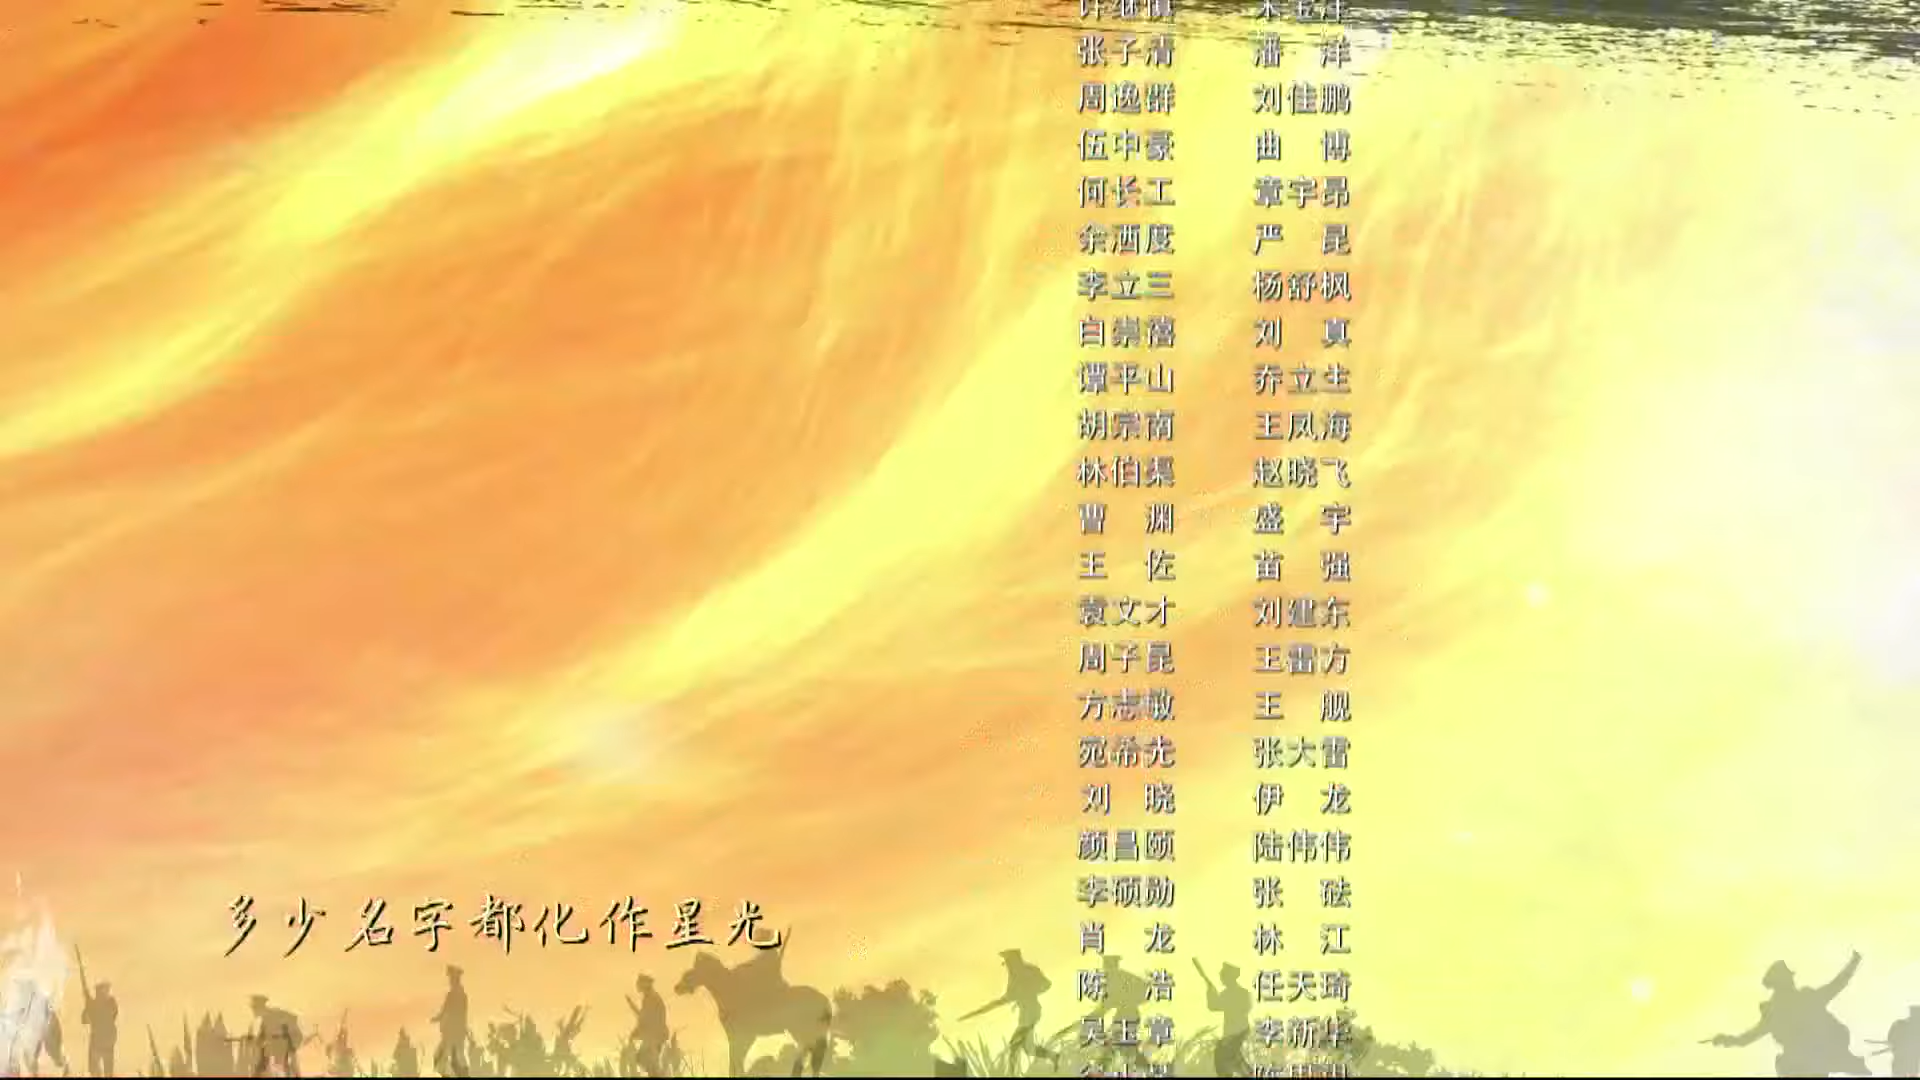 张子清 潘洋
周逸群 刘佳鹏
伍中豪 曲博
何长工 章宇昂
余洒度 严昆
李立三 杨舒枫
白崇禧 刘真
谭平山 乔立生
胡宗南 王凤海
林伯渠 赵晓飞
曹渊 盛宇
王佐 苗强
袁文才 刘建东
周子昆 王雷方
方志敏 王舰
宛希先 张大雷
刘晓 伊龙
颜昌颐 陆伟伟
李硕勋 张砝
肖龙 林江
陈浩 任天琦
吴玉章 李新华
多少名字都化作星光